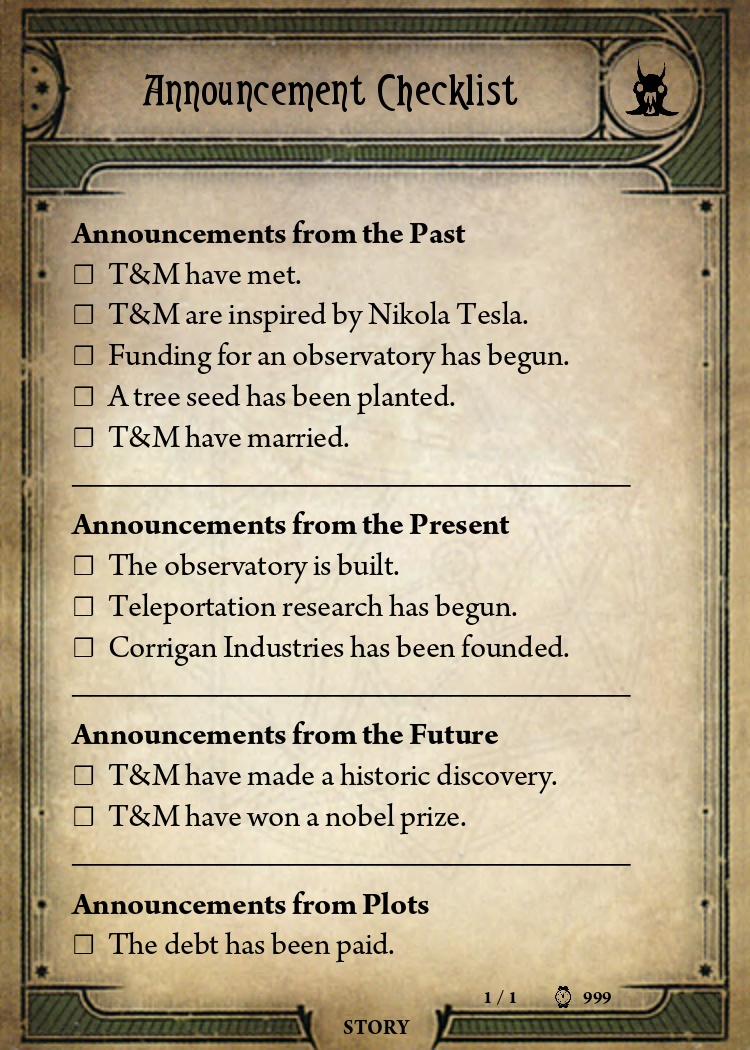 Announcement Checklist
Announcements from the Past
☐ T&M have met.
☐ T&M are inspired by Nikola Tesla.
☐ Funding for an observatory has begun.
☐ A tree seed has been planted.
☐ T&M have married.
Announcements from the Present
☐ The observatory is built.
☐ Teleportation research has begun.
☐ Corrigan Industries has been founded.
Announcements from the Future
☐ T&M have made a historic discovery.
☐ T&M have won a nobel prize.
Announcements from Plots
☐ The debt has been paid.
1 / 1 999
STORY